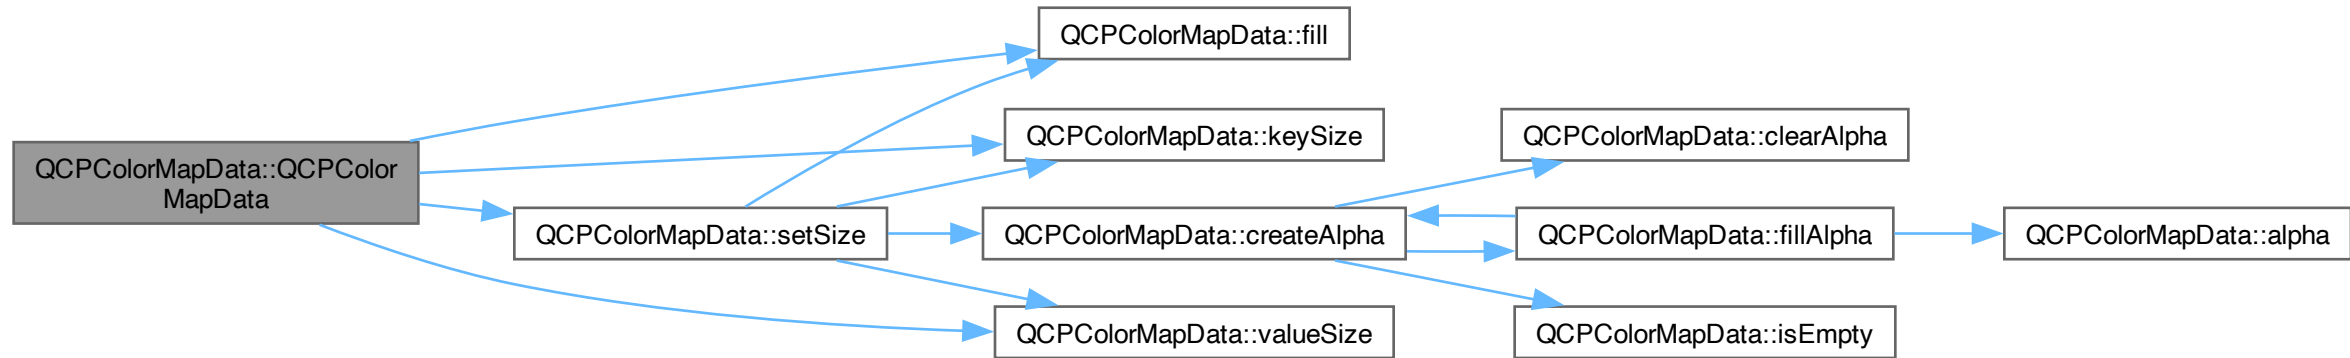 QCPColorMapData::QCPColor
MapData
QCPColorMapData::fill
QCPColorMapData::keySize
QCPColorMapData::setSize
QCPColorMapData::valueSize
QCPColorMapData::createAlpha
QCPColorMapData::clearAlpha
QCPColorMapData::fillAlpha
QCPColorMapData::isEmpty
QCPColorMapData::alpha